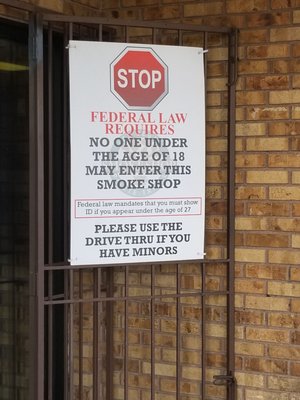 STOP
FEDERAL LAW
REQUIRES
NO ONE UNDER
THE AGE OF 18
MAY ENTER THIS
SMOKE SHOP
Federal law mandates that you must show
ID if you appear under the age of 27
PLEASE USE THE
DRIVE THRU IF YOU
HAVE MINORS